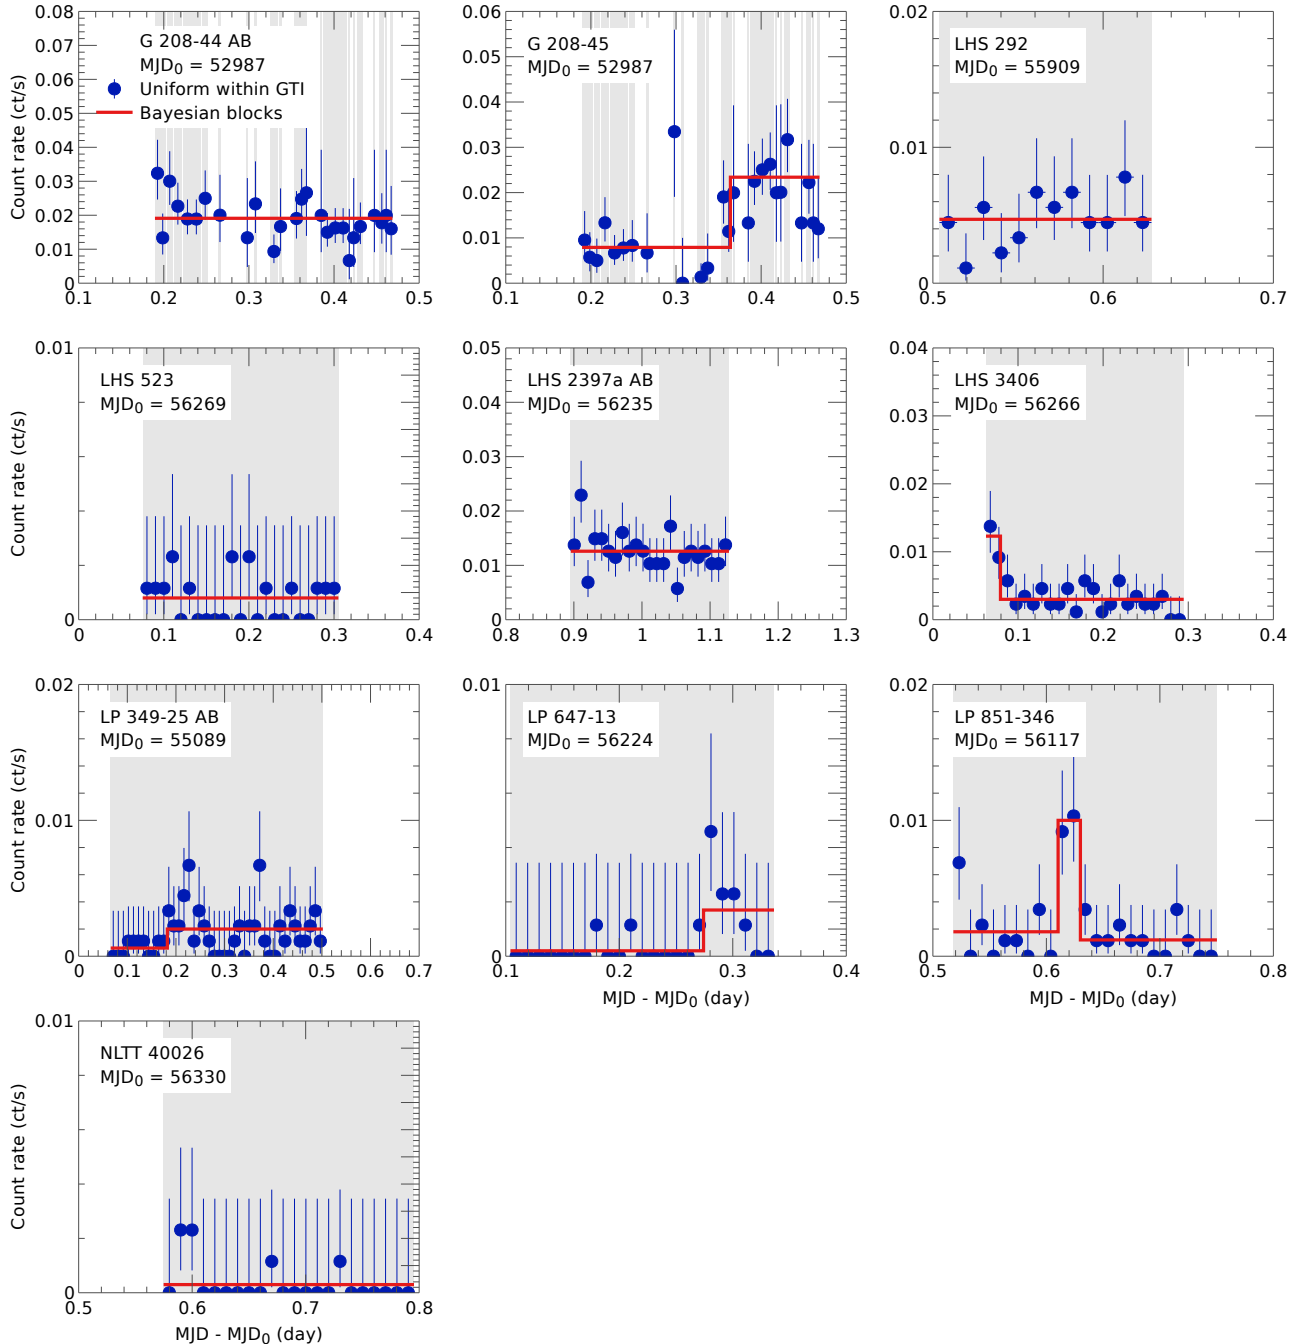 G 208-44 AB
MJD0 = 52987
Uniform within GTI
Bayesian blocks
Count rate (ct/s)
0.08
0.07
0.06
0.05
0.04
0.03
0.02
0.01
0
0.1 0.2 0.3 0.4 0.5
G 208-45
MJD0 = 52987
0.06
0.05
0.04
0.03
0.02
0.01
0
0.1 0.2 0.3 0.4 0.5
LHS 292
MJD0 = 55909
0.02
0.01
0
0.5 0.6 0.7
LHS 523
MJD0 = 56269
Count rate (ct/s)
0.01
0
0 0.1 0.2 0.3 0.4
LHS 2397a AB
MJD0 = 56235
0.05
0.04
0.03
0.02
0.01
0
0.8 0.9 1 1.1 1.2 1.3
LHS 3406
MJD0 = 56266
0.04
0.03
0.02
0.01
0
0 0.1 0.2 0.3 0.4
LP 349-25 AB
MJD0 = 55089
Count rate (ct/s)
0.02
0.01
0
0 0.1 0.2 0.3 0.4 0.5 0.6 0.7
LP 647-13
MJD0 = 56224
0.01
0
0.1 0.2 0.3 0.4
MJD - MJD0 (day)
LP 851-346
MJD0 = 56117
0.02
0.01
0
0.5 0.6 0.7 0.8
MJD - MJD0 (day)
NLTT 40026
MJD0 = 56330
Count rate (ct/s)
0.01
0
0.5 0.6 0.7 0.8
MJD - MJD0 (day)